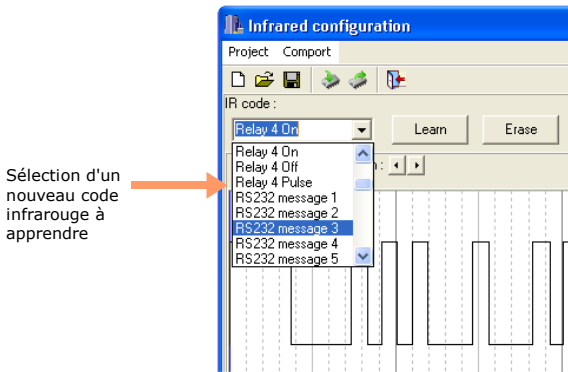 Infrared configuration
Project Comport
IR code :
Relay 4 On Learn Erase
Relay 4 On
Relay 4 Off
Relay 4 Pulse
RS232 message 1
RS232 message 2
RS232 message 3
RS232 message 4
RS232 message 5
Sélection d'un
nouveau code
infrarouge à
apprendre